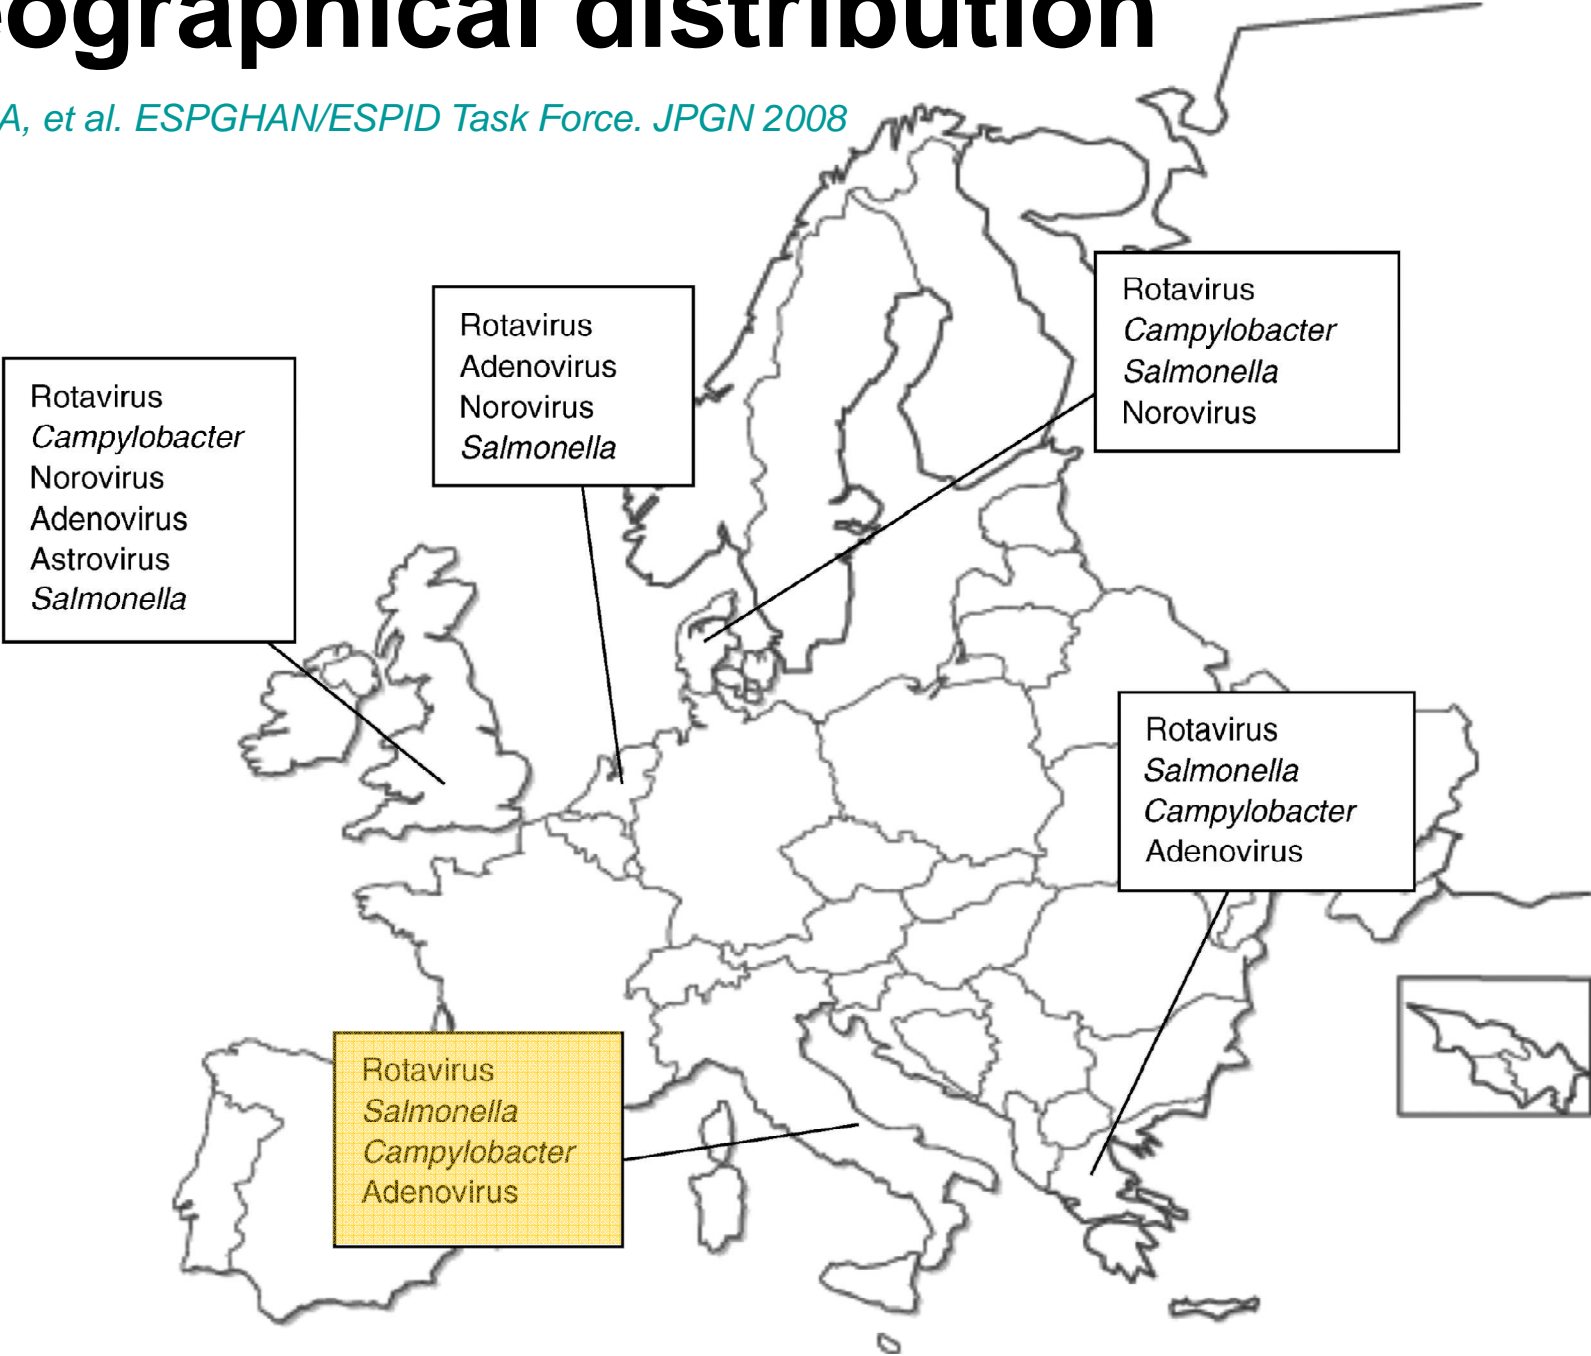 eographical distribution
A, et al. ESPGHAN/ESPID Task Force. JPGN 2008
Rotavirus
Campylobacter
Salmonella
Norovirus
Rotavirus
Adenovirus
Norovirus
Salmonella
Rotavirus
Campylobacter
Norovirus
Adenovirus
Astrovirus
Salmonella
Rotavirus
Salmonella
Campylobacter
Adenovirus
Rotavirus
Salmonella
Campylobacter
Adenovirus